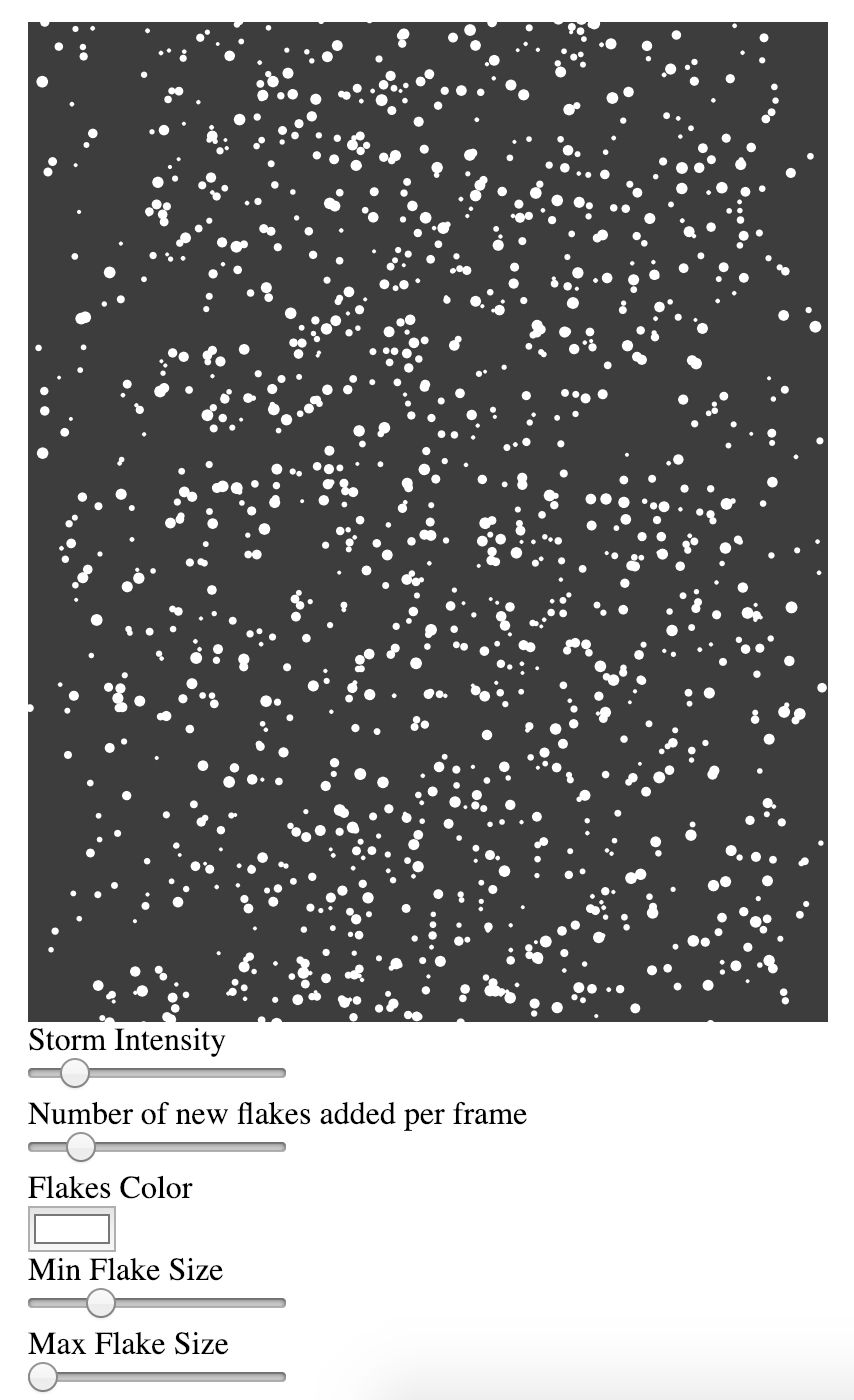 Storm Intensity
Number of new flakes added per frame
Flakes Color
Min Flake Size
Max Flake Size